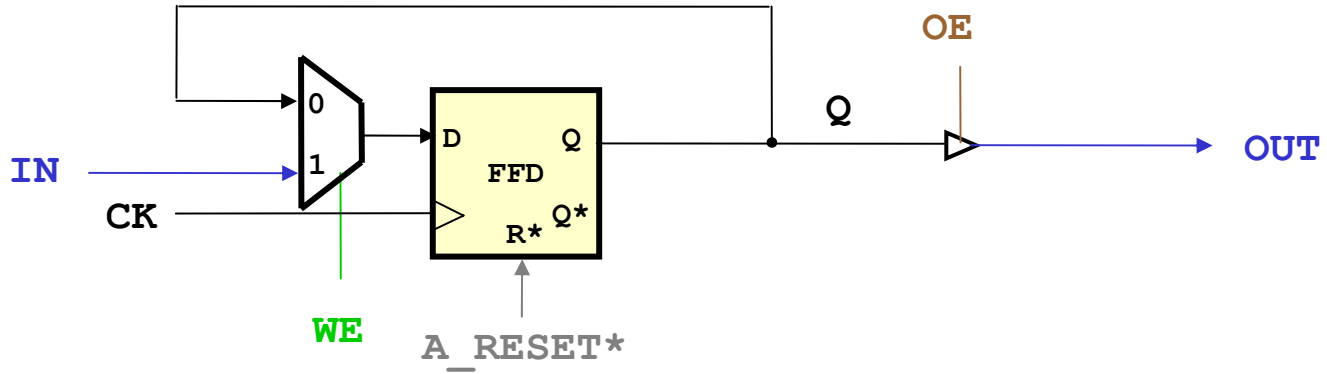 OE
0
Q
D
Q
IN
1
FFD
OUT
CK
Q*
R*
WE
A_RESET*